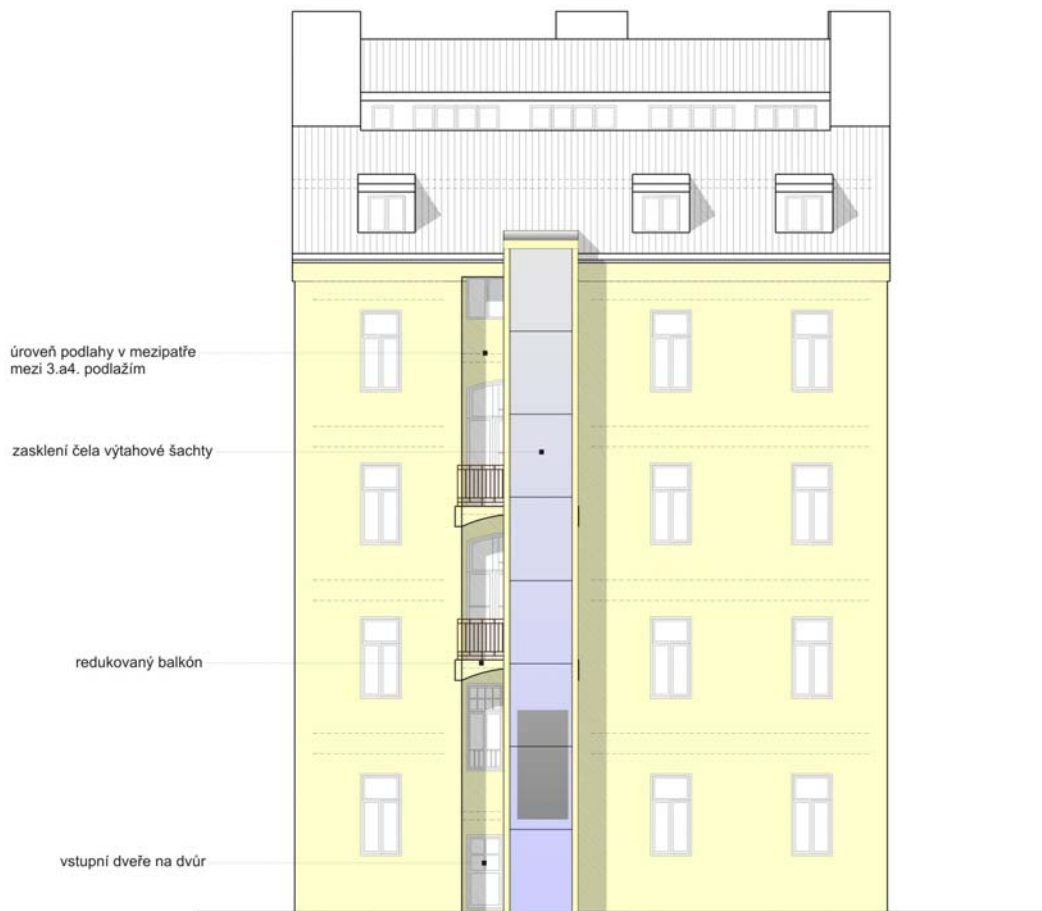 úroveň podlahy v mezipatře
mezi 3.a4. podlažím
zasklení čela výtahové šachty
redukovaný balkón
vstupní dveře na dvůr